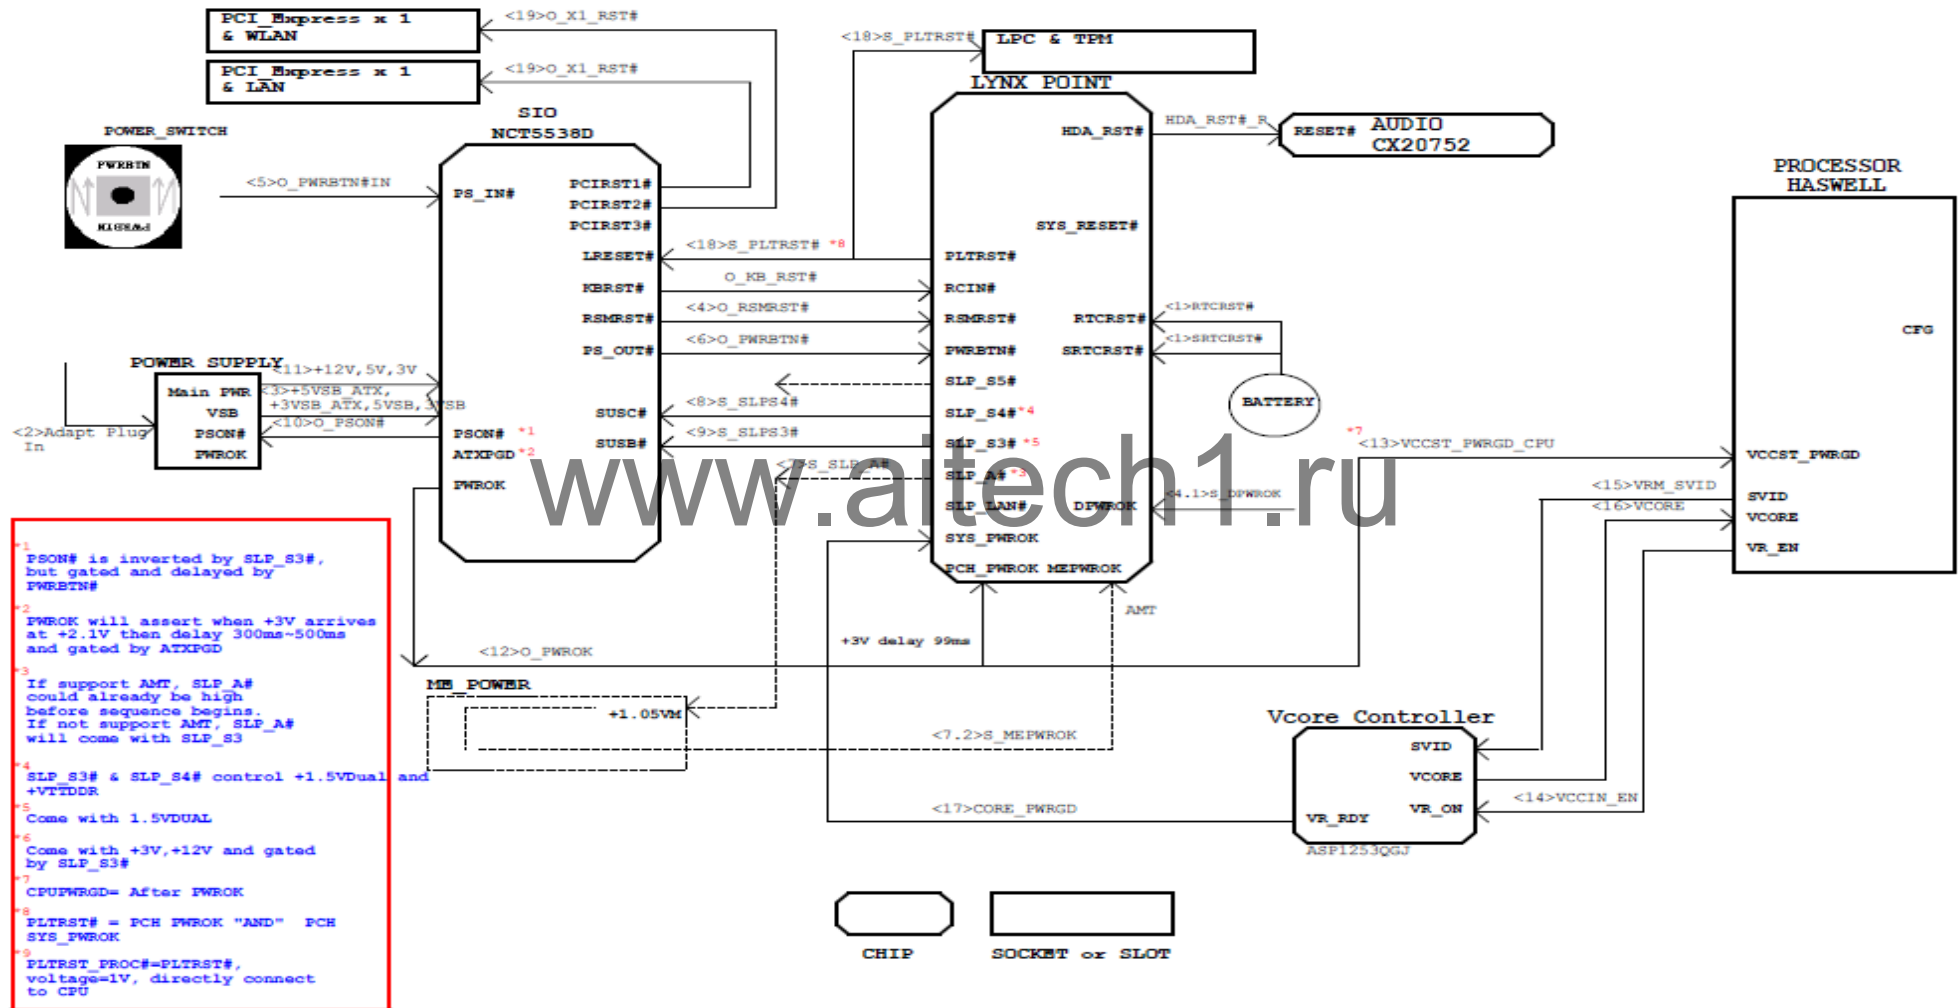 PCI_Express x 1
& WLAN
<19>O_X1_RST#
PCI_Express x 1
& LAN
<19>O_X1_RST#
<18>S_PLTRST#
LPC & TPM
LYNX POINT
SIO
NCT5538D
POWER_SWITCH
PWRBTN
PWRBTN
<5>O_PWRBTN#IN
PS_IN#
PCIRST1#
PCIRST2#
PCIRST3#
LRESET#
KBRST#
RSMRST#
PS_OUT#
SUSC#
SUSB#
PSON# *1
ATXPGD *2
PWROK
<18>S_PLTRST# *8
O_KB_RST#
<4>O_RSMRST#
<6>O_PWRBTN#
<8>S_SLPS4#
<9>S_SLPS3#
<7>S_SLP_A#
HDA_RST#
SYS_RESET#
PLTRST#
RCIN#
RSMRST#
RTCRST#
PWRBTN#
SRTCRST#
SLP_S5#
SLP_S4# *4
SLP_S3# *5
SLP_A# *3
SLP_LAN#
DPWROK
SYS_PWROK
PCH_PWROK MEPWROK
HDA_RST#_R
RESET#
AUDIO
CX20752
<1>RTCRST#
<1>SRTCRST#
BATTERY
<4.1>S_DPWROK
PROCESSOR
HASWELL
CFG
VCCST_PWRGD
SVID
VCORE
VR_EN
*7
<13>VCCST_PWRGD_CPU
<15>VRM_SVID
<16>VCORE
POWER SUPPLY
Main PWR
VSB
PSON#
PWROK
<11>+12V,5V,3V
<3>+5VSB_ATX,
+3VSB_ATX,5VSB,3VSB
<10>O_PSON#
<2>Adapt Plug
In
www.aitech1.ru
AMT
+3V delay 99ms
<12>O_PWROK
ME_POWER
+1.05VM
<7.2>S_MEPWROK
<17>CORE_PWRGD
Vcore Controller
SVID
VCORE
VR_ON
VR_RDY
<14>VCCIN_EN
ASP1253QGJ
CHIP
SOCKET or SLOT
*1
PSON# is inverted by SLP_S3#,
but gated and delayed by
PWRBTN#
*2
PWROK will assert when +3V arrives
at +2.1V then delay 300ms~500ms
and gated by ATXPGD
*3
If support AMT, SLP_A#
could already be high
before sequence begins.
If not support AMT, SLP_A#
will come with SLP_S3
*4
SLP_S3# & SLP_S4# control +1.5VDual and
+VTTDDR
*5
Come with 1.5VDUAL
*6
Come with +3V,+12V and gated
by SLP_S3#
*7
CPUPWRGD= After PWROK
*8
PLTRST# = PCH PWROK "AND" PCH
SYS_PWROK
*9
PLTRST_PROC#=PLTRST#,
voltage=1V, directly connect
to CPU